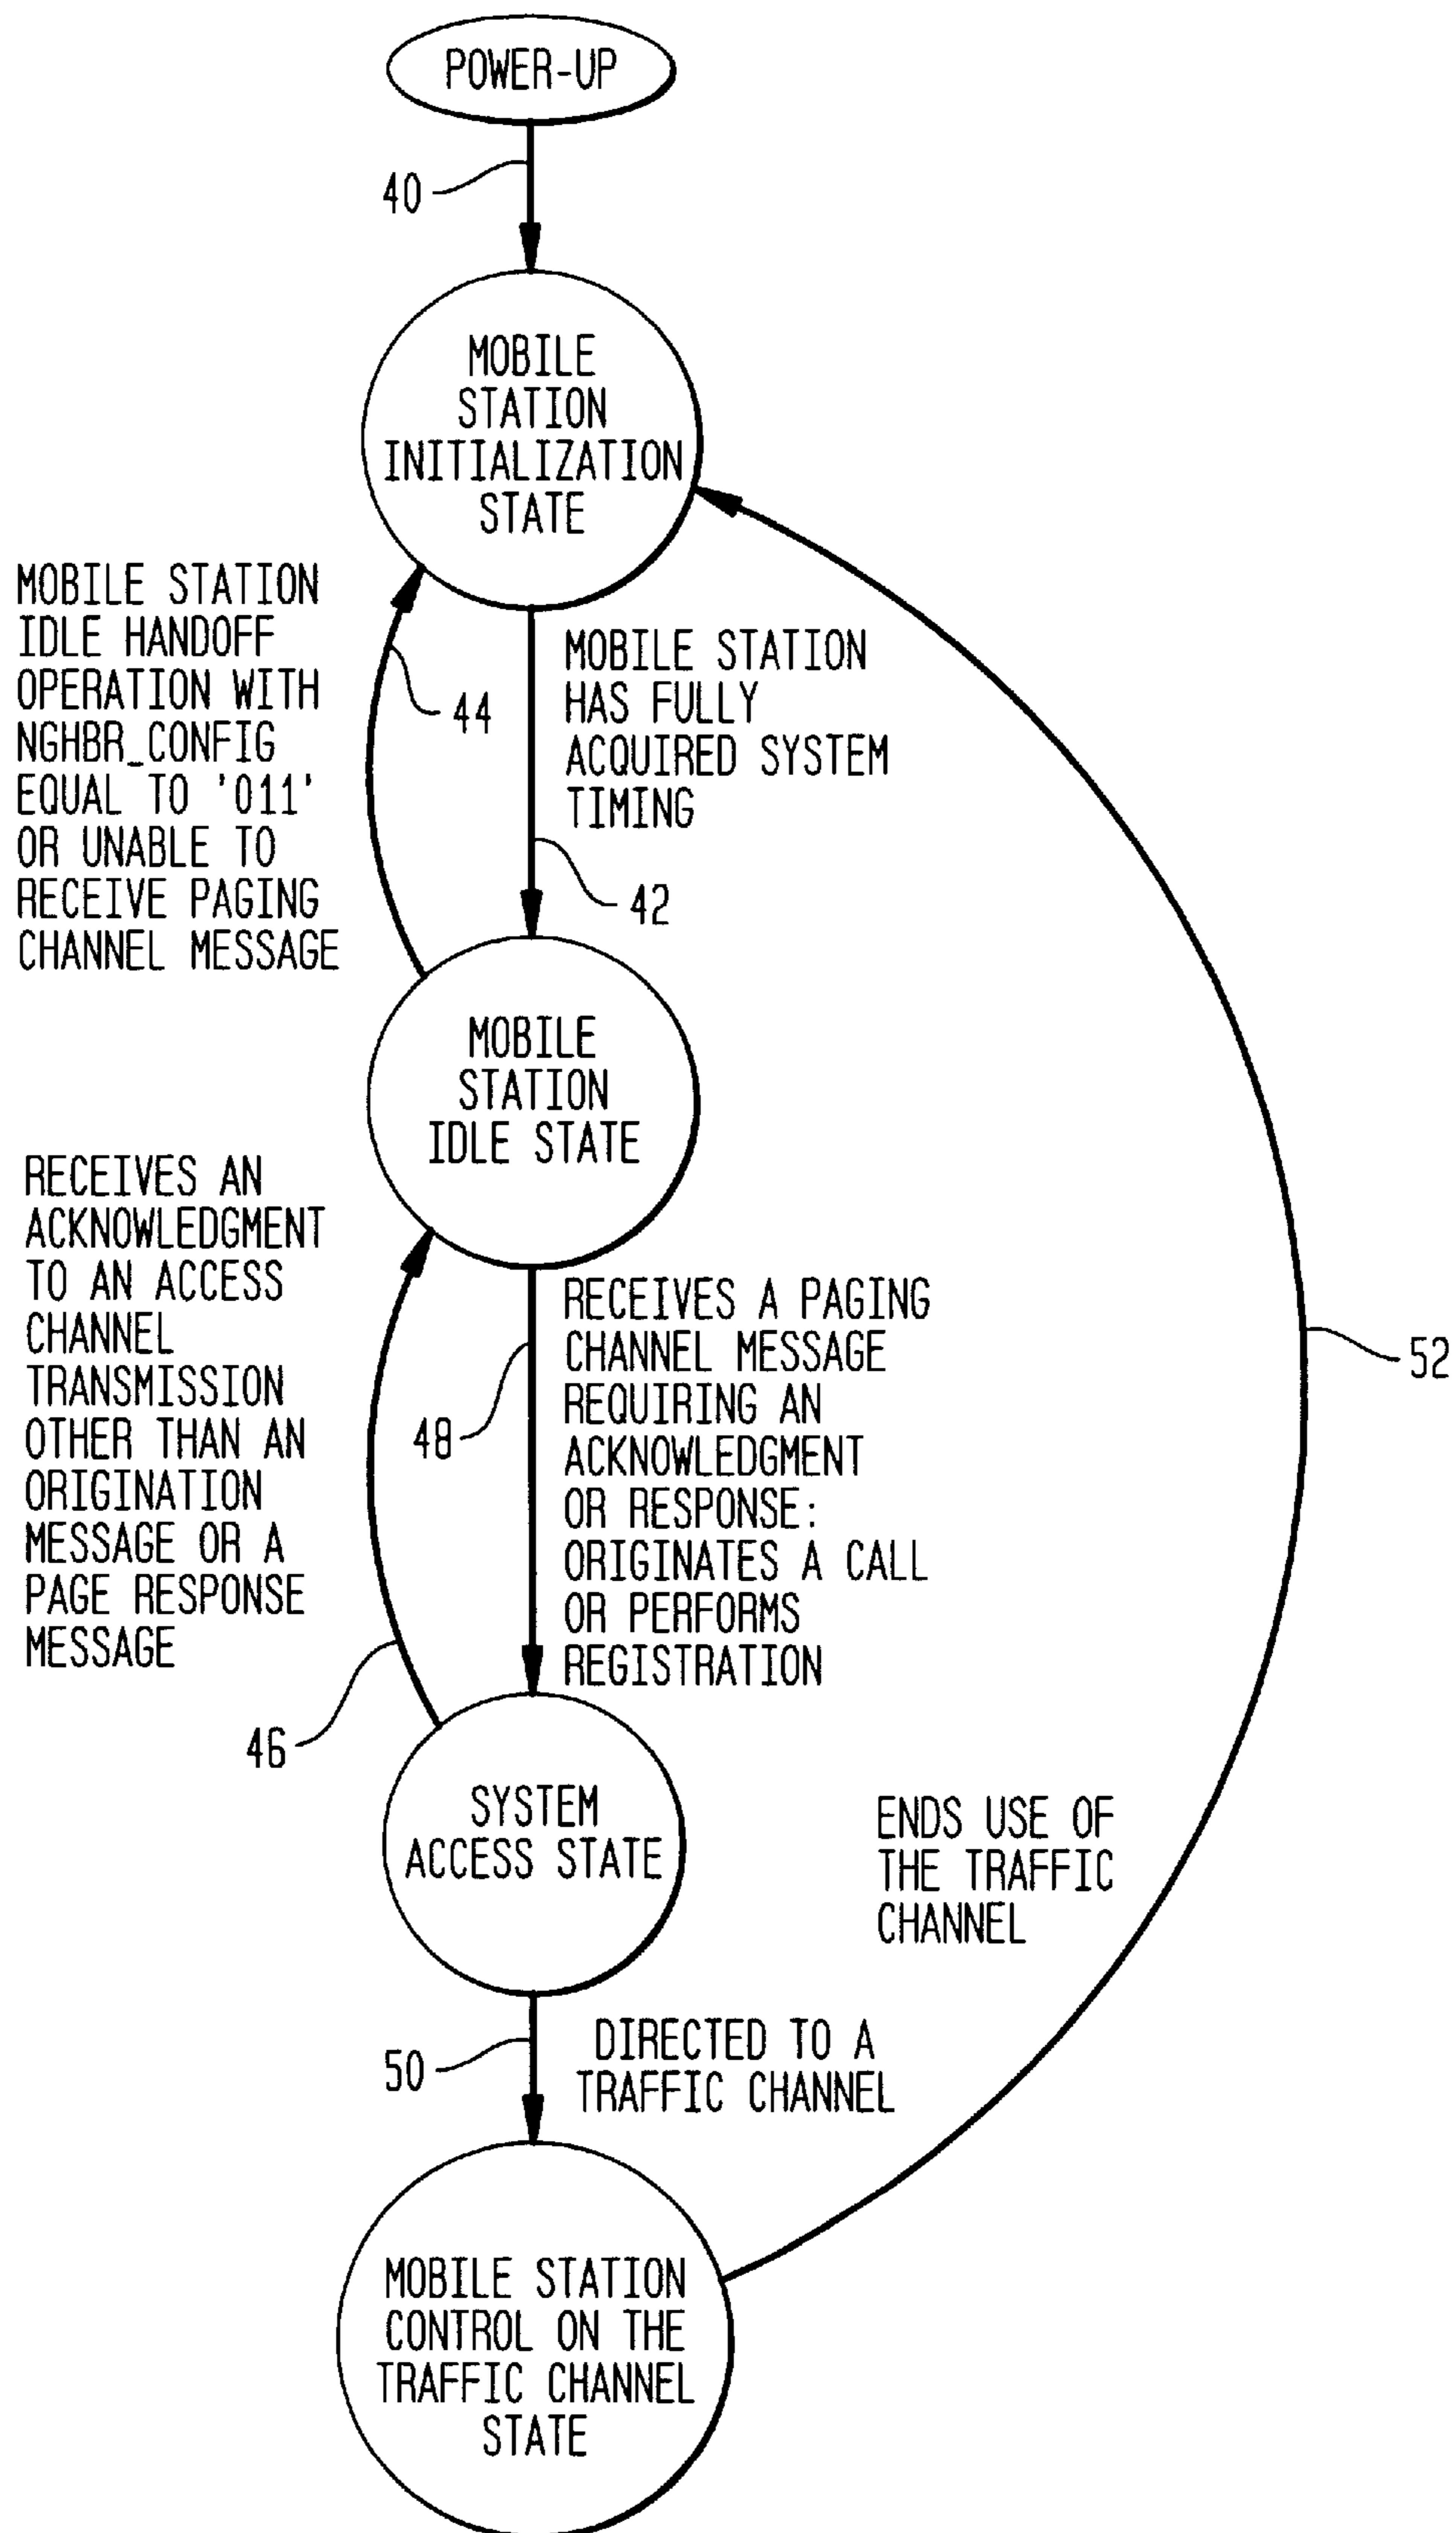 POWER-UP
40
MOBILE
STATION
INITIALIZATION
STATE
MOBILE STATION
IDLE HANDOFF
OPERATION WITH
NGHBR_CONFIG
EQUAL TO '011'
OR UNABLE TO
RECEIVE PAGING
CHANNEL MESSAGE
44
MOBILE STATION
HAS FULLY
ACQUIRED SYSTEM
TIMING
42
MOBILE
STATION
IDLE STATE
RECEIVES AN
ACKNOWLEDGMENT
TO AN ACCESS
CHANNEL
TRANSMISSION
OTHER THAN AN
ORIGINATION
MESSAGE OR A
PAGE RESPONSE
MESSAGE
46
48
RECEIVES A PAGING
CHANNEL MESSAGE
REQUIRING AN
ACKNOWLEDGMENT
OR RESPONSE:
ORIGINATES A CALL
OR PERFORMS
REGISTRATION
52
SYSTEM
ACCESS STATE
ENDS USE OF
THE TRAFFIC
CHANNEL
50
DIRECTED TO A
TRAFFIC CHANNEL
MOBILE STATION
CONTROL ON THE
TRAFFIC CHANNEL
STATE